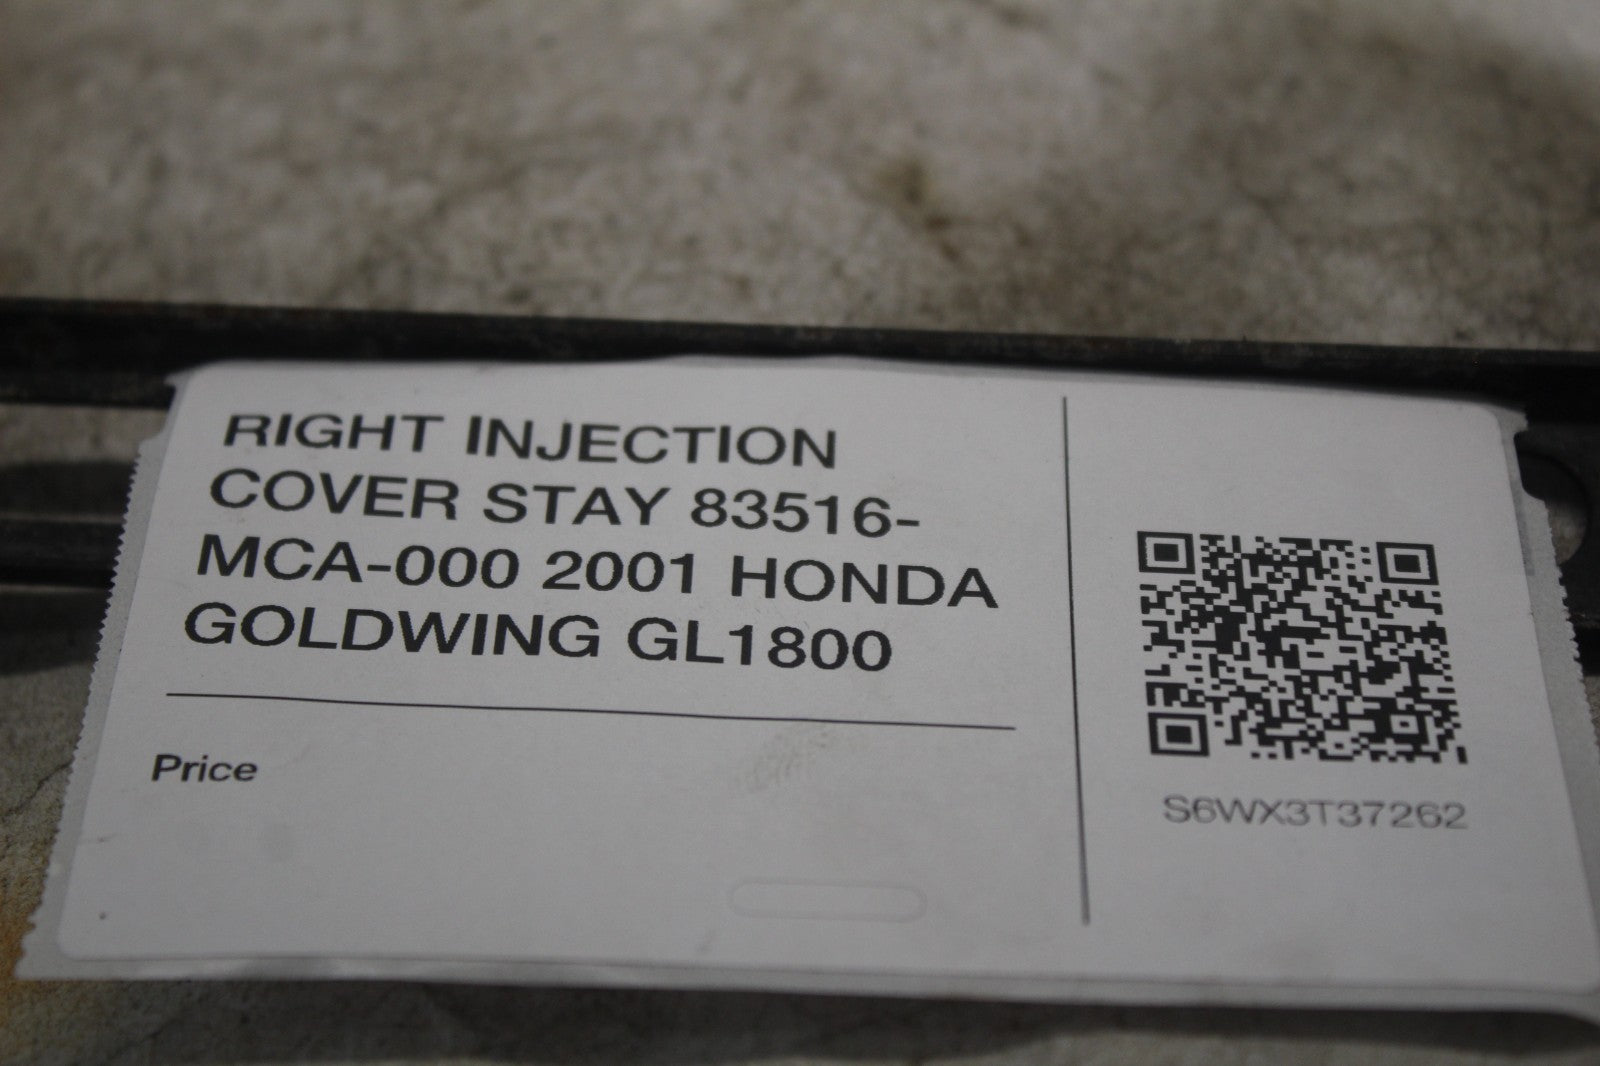 RIGHT INJECTION
COVER STAY 83516-
MCA-000 2001 HONDA
GOLDWING GL1800
Price
S6WX3T37262